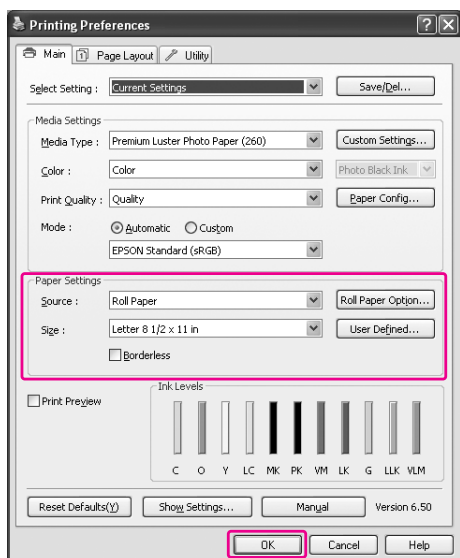 Printing Preferences
Main Page Layout Utility
Select Setting : Current Settings Save/Del...
Media Settings
Media Type : Premium Luster Photo Paper (260) Custom Settings...
Color : Color Photo Black Ink
Print Quality : Quality Paper Config...
Mode : Automatic Custom
EPSON Standard (sRGB)
Paper Settings
Source : Roll Paper Roll Paper Option...
Size : Letter 8 1/2 x 11 in User Defined...
Borderless
Print Preview
Ink Levels
C O Y LC MK PK VM LK G LLK VLM
Reset Defaults(Y) Show Settings... Manual Version 6.50
OK Cancel Help